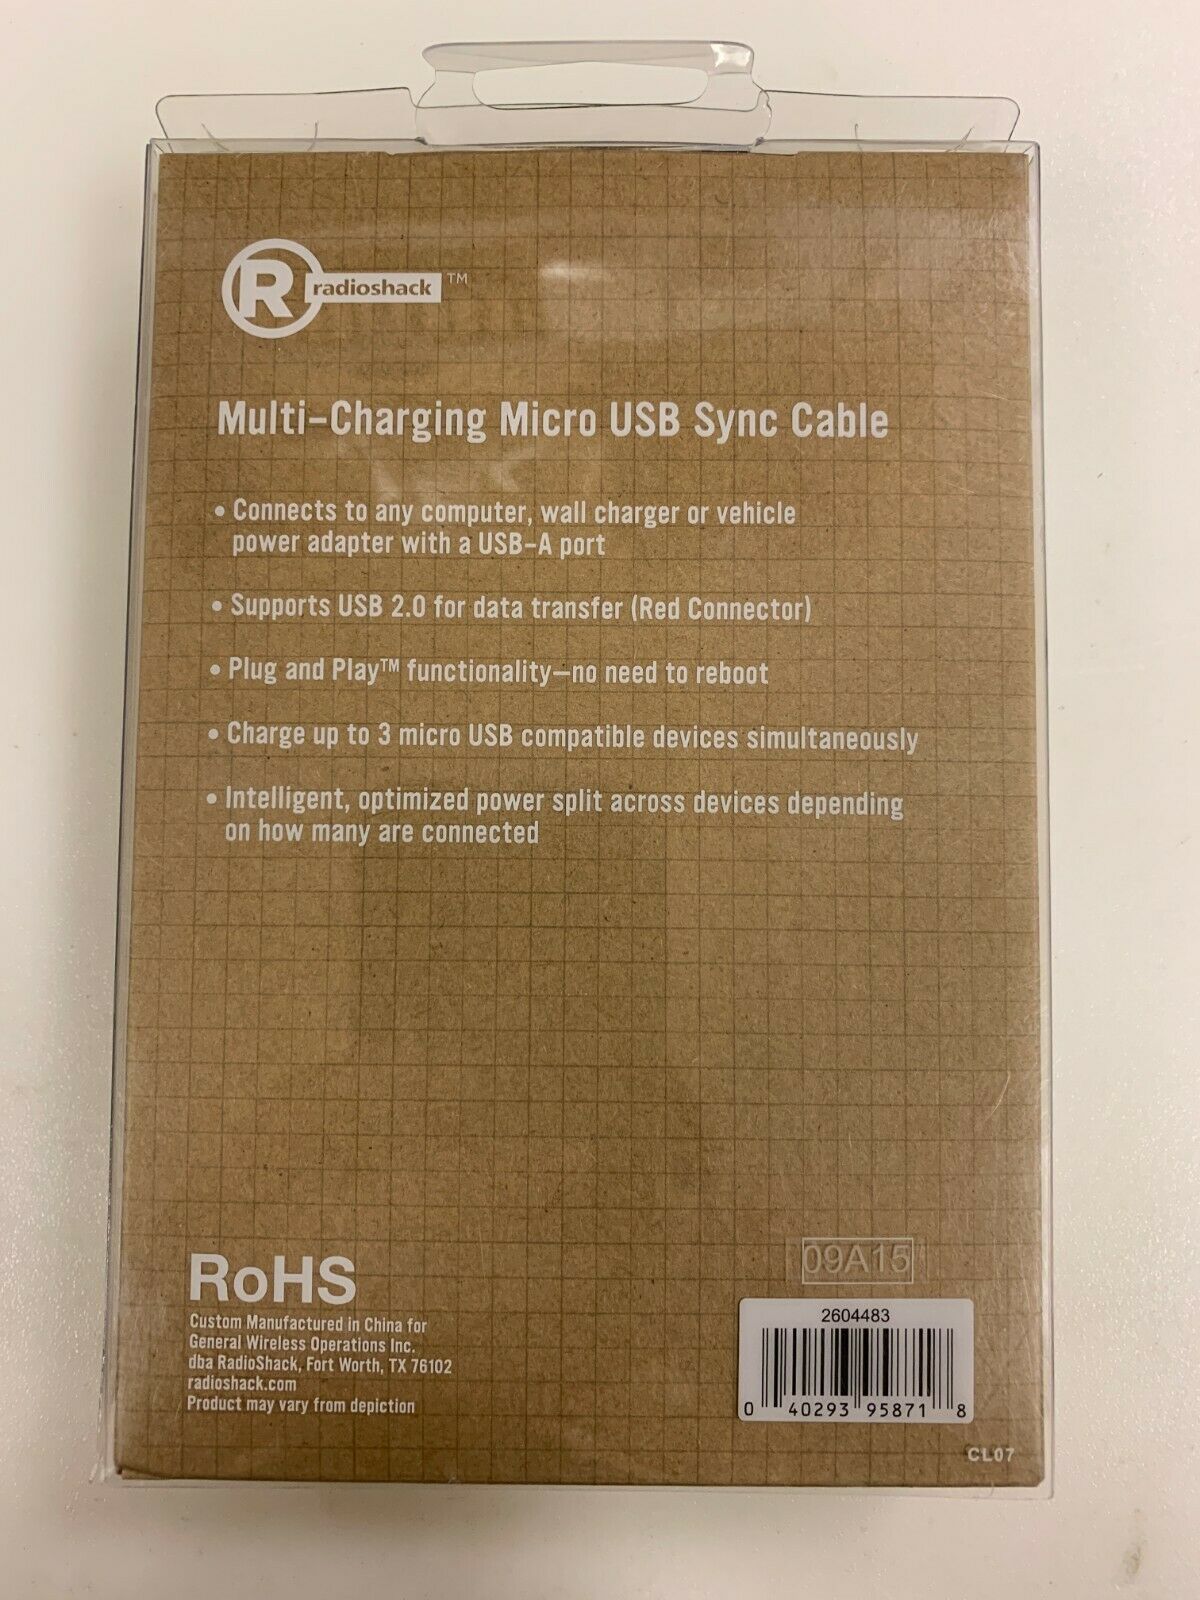 R radioshack™
Multi-Charging Micro USB Sync Cable
• Connects to any computer, wall charger or vehicle
power adapter with a USB-A port
• Supports USB 2.0 for data transfer (Red Connector)
• Plug and Play™ functionality—no need to reboot
• Charge up to 3 micro USB compatible devices simultaneously
• Intelligent, optimized power split across devices depending
on how many are connected
RoHS
Custom Manufactured in China for
General Wireless Operations Inc.
dba RadioShack, Fort Worth, TX 76102
radioshack.com
Product may vary from depiction
09A15
2604483
0 40293 95871 8
CL07